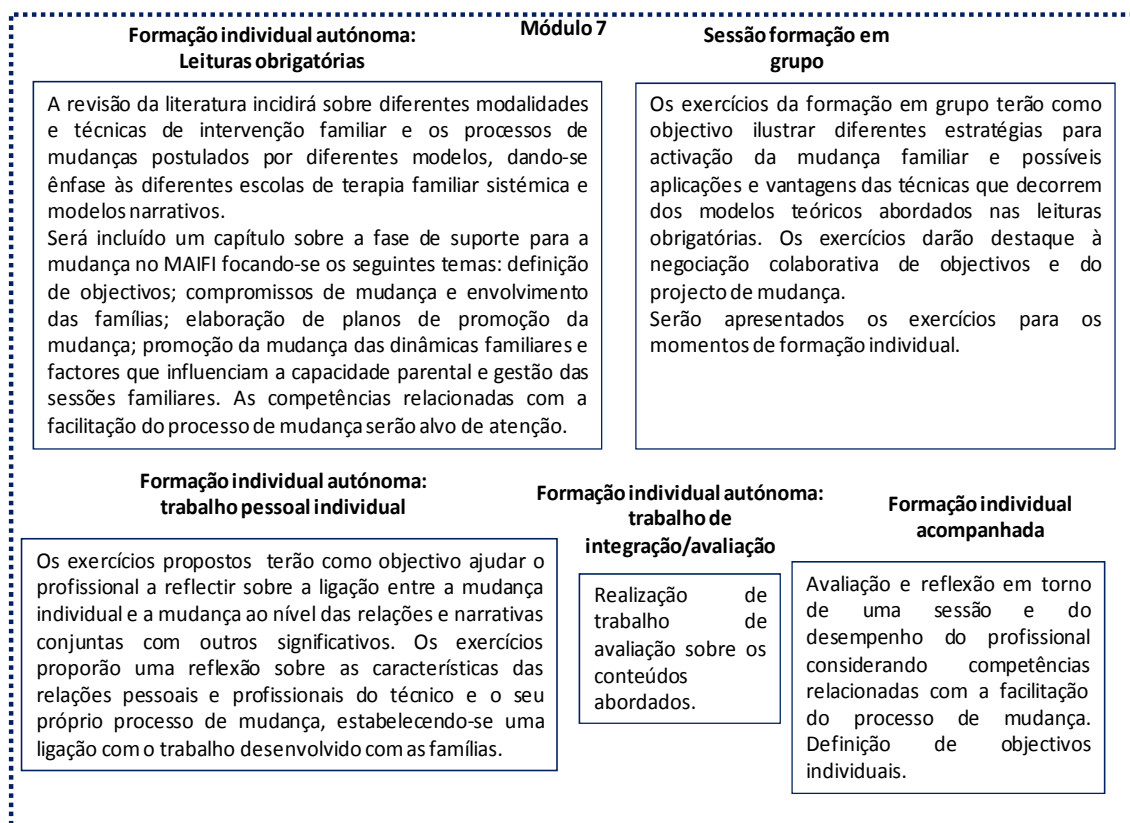 Módulo 7
Formação individual autónoma:
Leituras obrigatórias
A revisão da literatura incidirá sobre diferentes modalidades
e técnicas de intervenção familiar e os processos de
mudanças postulados por diferentes modelos, dando-se
ênfase às diferentes escolas de terapia familiar sistémica e
modelos narrativos.
Será incluído um capítulo sobre a fase de suporte para a
mudança no MAIFI focando-se os seguintes temas: definição
de objectivos; compromissos de mudança e envolvimento
das famílias; elaboração de planos de promoção da
mudança; promoção da mudança das dinâmicas familiares e
factores que influenciam a capacidade parental e gestão das
sessões familiares. As competências relacionadas com a
facilitação do processo de mudança serão alvo de atenção.
Sessão formação em
grupo
Os exercícios da formação em grupo terão como
objectivo ilustrar diferentes estratégias para
activação da mudança familiar e possíveis
aplicações e vantagens das técnicas que decorrem
dos modelos teóricos abordados nas leituras
obrigatórias. Os exercícios darão destaque à
negociação colaborativa de objectivos e do
projecto de mudança.
Serão apresentados os exercícios para os
momentos de formação individual.
Formação individual autónoma:
trabalho pessoal individual
Os exercícios propostos terão como objectivo ajudar o
profissional a reflectir sobre a ligação entre a mudança
individual e a mudança ao nível das relações e narrativas
conjuntas com outros significativos. Os exercícios
proporão uma reflexão sobre as características das
relações pessoais e profissionais do técnico e o seu
próprio processo de mudança, estabelecendo-se uma
ligação com o trabalho desenvolvido com as famílias.
Formação individual autónoma:
trabalho de
integração/avaliação
Realização de
trabalho de
avaliação sobre os
conteúdos
abordados.
Formação individual
acompanhada
Avaliação e reflexão em torno
de uma sessão e do
desempenho do profissional
considerando competências
relacionadas com a facilitação
do processo de mudança.
Definição de objectivos
individuais.